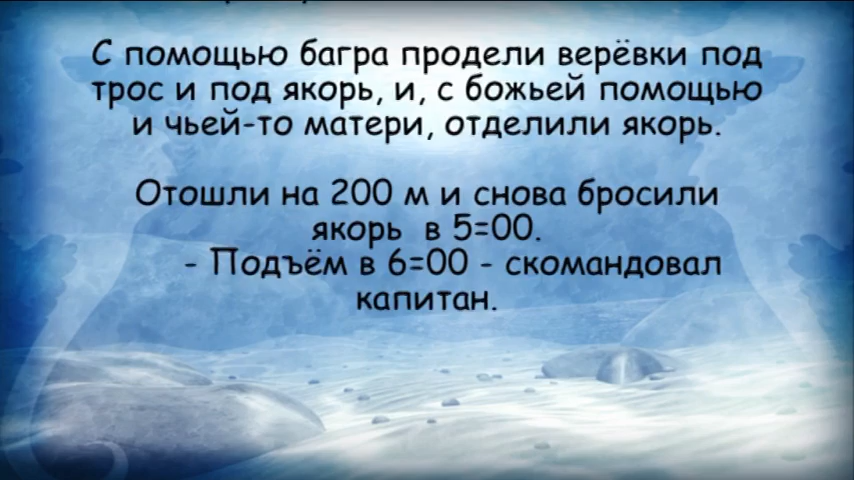 С помощью багра продели верёвки под
трос и под якорь, и, с божьей помощью
и чьей-то матери, отделили якорь.
Отошли на 200 м и снова бросили
якорь в 5=00.
- Подъём в 6=00 - скомандовал
капитан.